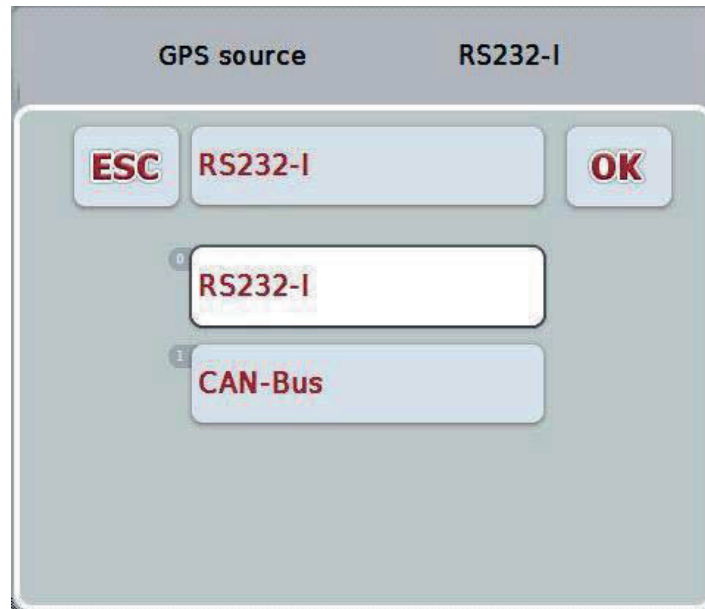 GPS source RS232-I
ESC RS232-I OK
0
RS232-I
1
CAN-Bus